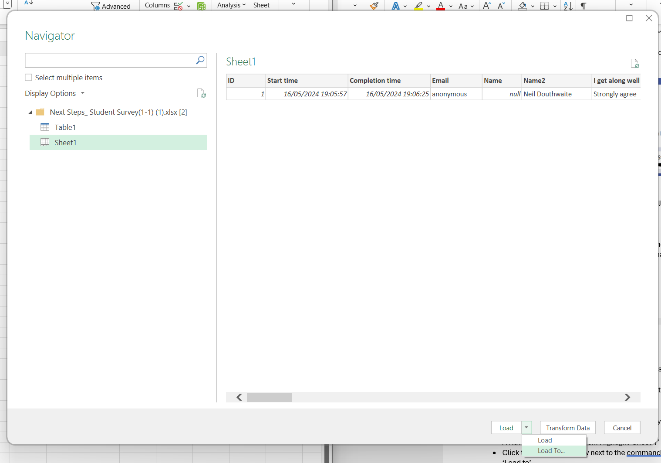 Advanced
Columns
Analysis
Sheet
Aa
Navigator
Select multiple items
Display Options
Next Steps_ Student Survey(1-1) (1).xlsx [2]
Table1
Sheet1
Sheet1
ID Start time Completion time Email Name Name2 I get along well
1 16/05/2024 19:05:57 16/05/2024 19:06:25 anonymous null Neil Douthwaite Strongly agree
Load Transform Data Cancel
Load
Load To...
• Click
next to the command
'Load to'